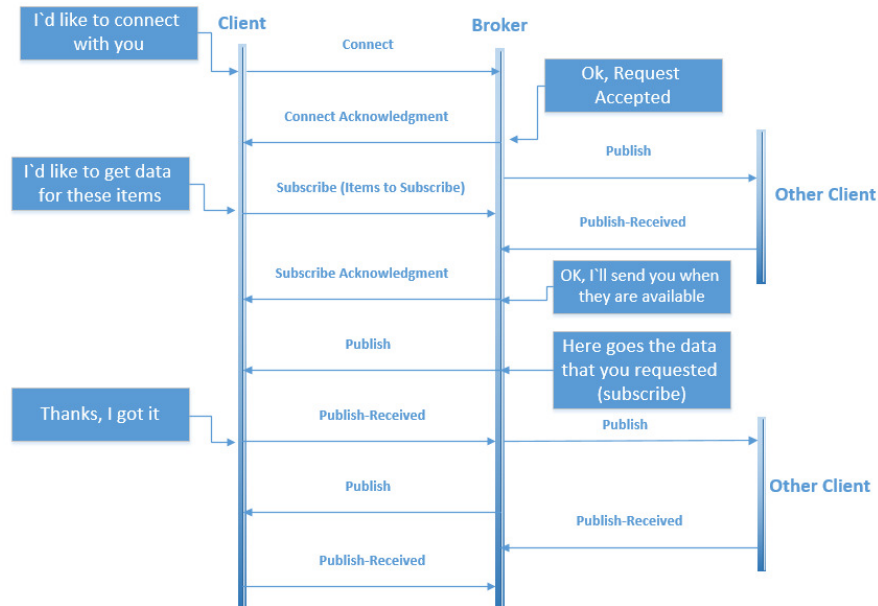 I`d like to connect
with you
Client
Broker
Connect
Ok, Request
Accepted
Connect Acknowledgment
Publish
I`d like to get data
for these items
Subscribe (Items to Subscribe)
Other Client
Publish-Received
Subscribe Acknowledgment
OK, I`ll send you when
they are available
Publish
Here goes the data
that you requested
(subscribe)
Thanks, I got it
Publish-Received
Publish
Publish
Other Client
Publish-Received
Publish-Received